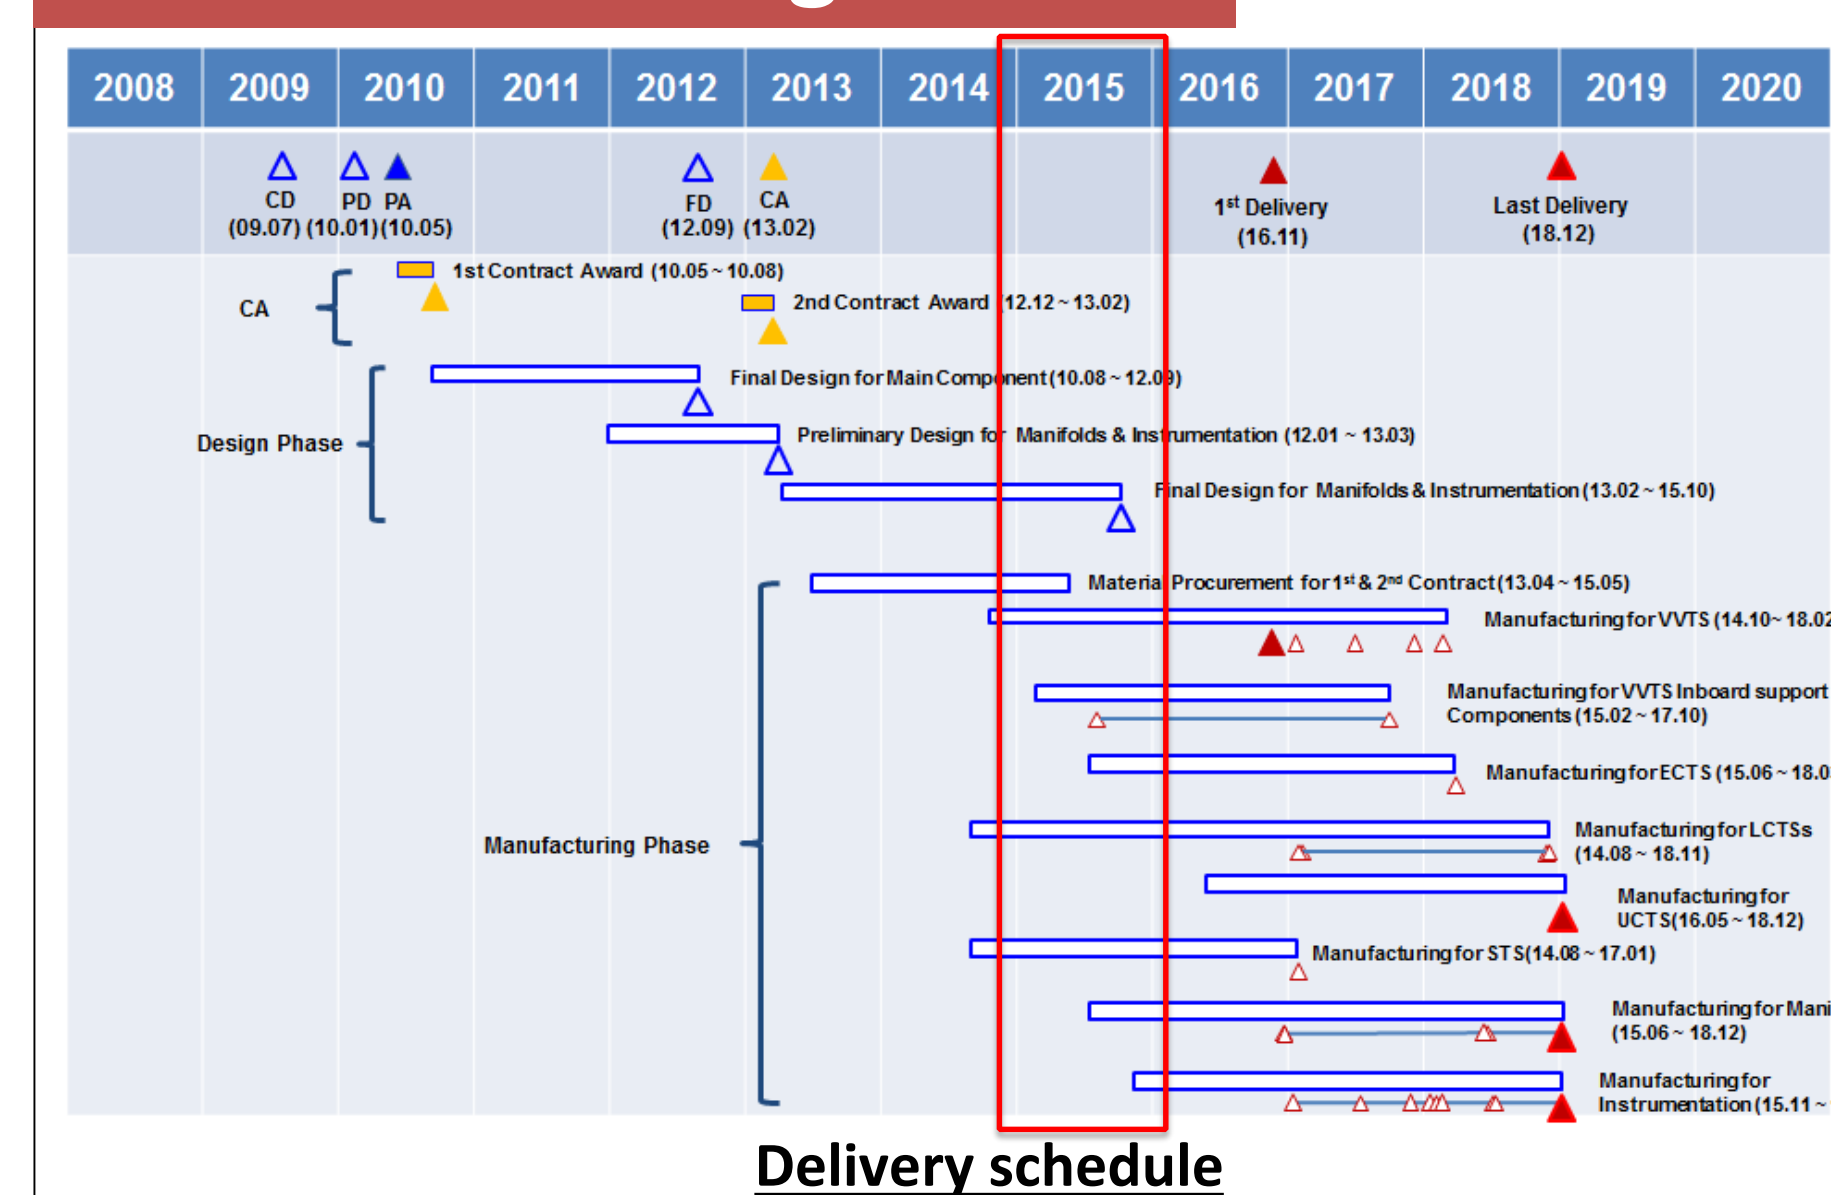 2008 2009 2010 2011 2012 2013 2014 2015 2016 2017 2018 2019 2020
CD PD PA FD CA 1st Delivery Last Delivery
(09.07) (10.01)(10.05) (12.09) (13.02) (16.11) (18.12)
1st Contract Award (10.05 ~ 10.08)
CA
2nd Contract Award (12.12 ~ 13.02)
Final Design for Main Component (10.08 ~ 12.09)
Preliminary Design for Manifolds & Instrumentation (12.01 ~ 13.03)
Design Phase
Final Design for Manifolds & Instrumentation (13.02 ~ 15.10)
Material Procurement for 1st & 2nd Contract (13.04 ~ 15.05)
Manufacturing for VVTS (14.10~ 18.02
Manufacturing for VVTS Inboard support
Components (15.02 ~ 17.10)
Manufacturing for ECTS (15.06 ~ 18.0
Manufacturing Phase
Manufacturing for LCTSs
(14.08 ~ 18.11)
Manufacturing for
UCTS(16.05 ~ 18.12)
Manufacturing for STS(14.08 ~ 17.01)
Manufacturing for Mani
(15.06 ~ 18.12)
Manufacturing for
Instrumentation (15.11 ~
Delivery schedule